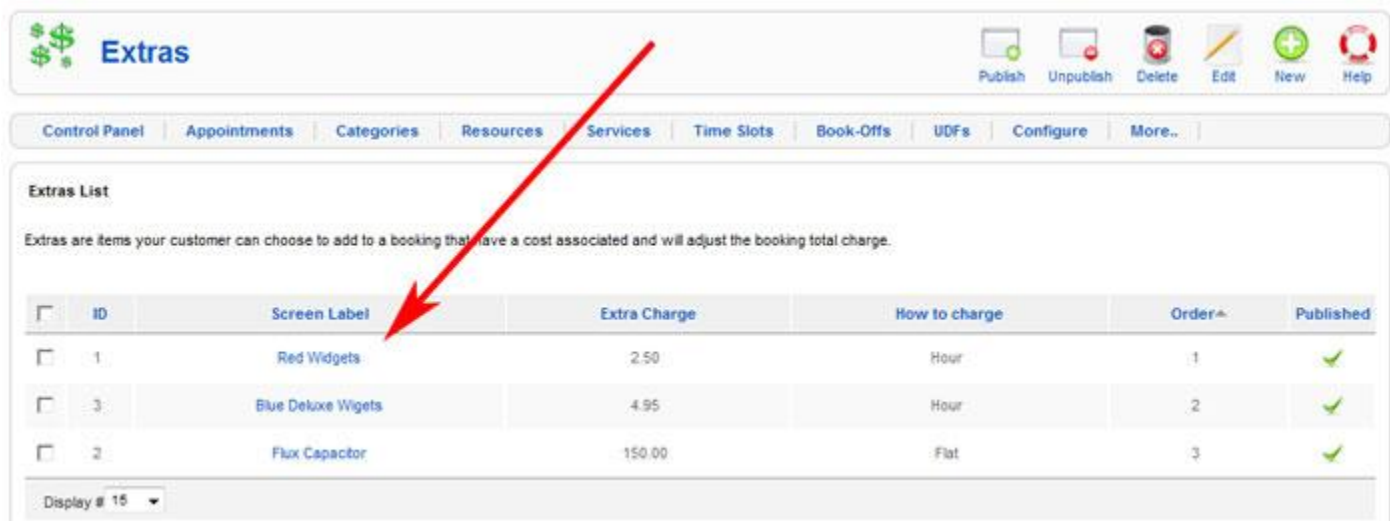 Extras
Publish Unpublish Delete Edit New Help
Control Panel Appointments Categories Resources Services Time Slots Book-Offs UDFs Configure More..
Extras List
Extras are items your customer can choose to add to a booking that have a cost associated and will adjust the booking total charge.
ID Screen Label Extra Charge How to charge Order Published
1 Red Widgets 2.50 Hour 1
3 Blue Deluxe Wigets 4.95 Hour 2
2 Flux Capacitor 150.00 Flat 3
Display # 15